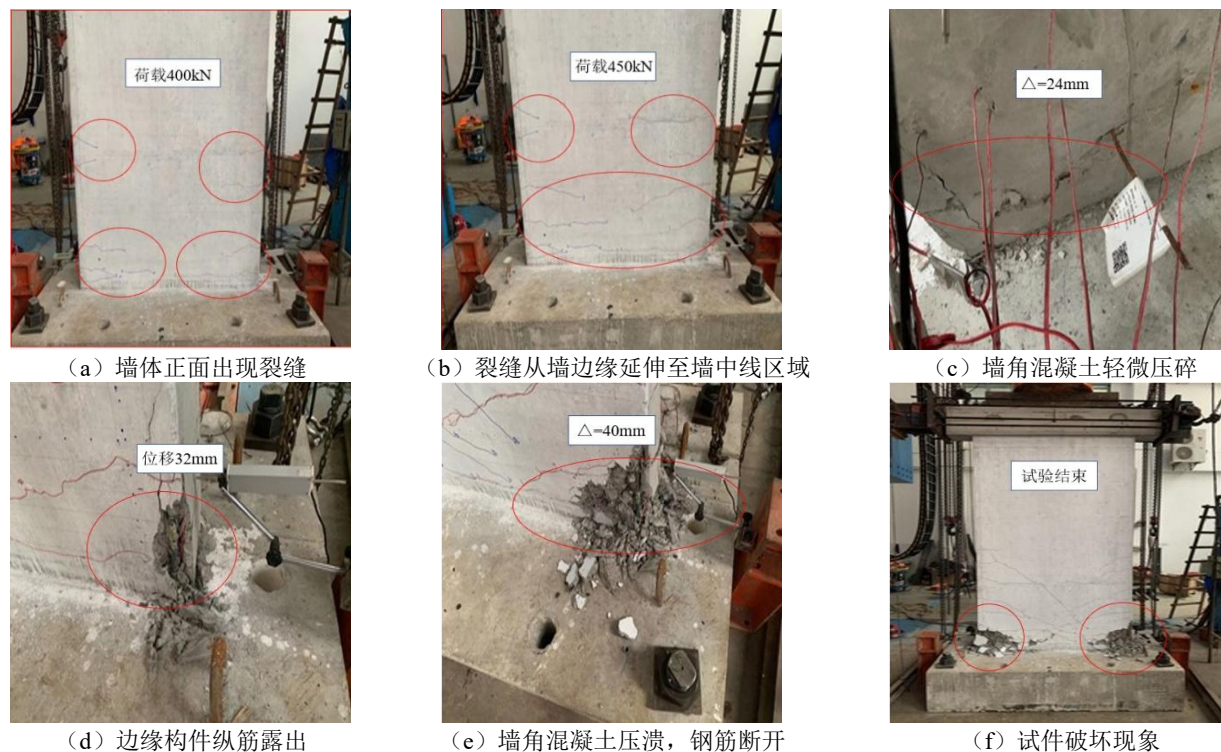 荷载400kN
荷载450kN
△=24mm
(a)墙体正面出现裂缝
(b)裂缝从墙边缘延伸至墙中线区域
(c)墙角混凝土轻微压碎
位移32mm
△=40mm
试验结束
(d)边缘构件纵筋露出
(e)墙角混凝土压溃,钢筋断开
(f)试件破坏现象